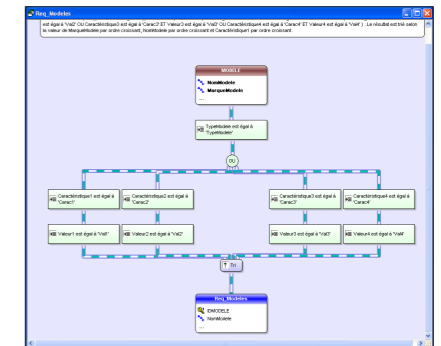 Req_Modeles
est égal à 'Val2' OU Caractéristique3 est égal à 'Carac3' ET Valeur3 est égal à 'Val3' OU Caractéristique4 est égal à 'Carac4' ET Valeur4 est égal à 'Val4' ) . Le résultat est trié selon
la valeur de MarqueModele par ordre croissant, NomModele par ordre croissant et Caractéristique1 par ordre croissant.
MODELE
NomModele
MarqueModele
...
TypeModele est égal à
'TypeModele'
OU
Caractéristique1 est égal à
'Carac1'
Caractéristique2 est égal à
'Carac2'
Caractéristique3 est égal à
'Carac3'
Caractéristique4 est égal à
'Carac4'
Valeur1 est égal à 'Val1'
Valeur2 est égal à 'Val2'
Valeur3 est égal à 'Val3'
Valeur4 est égal à 'Val4'
Tri
Req_Modeles
IDMODELE
NomModele
...